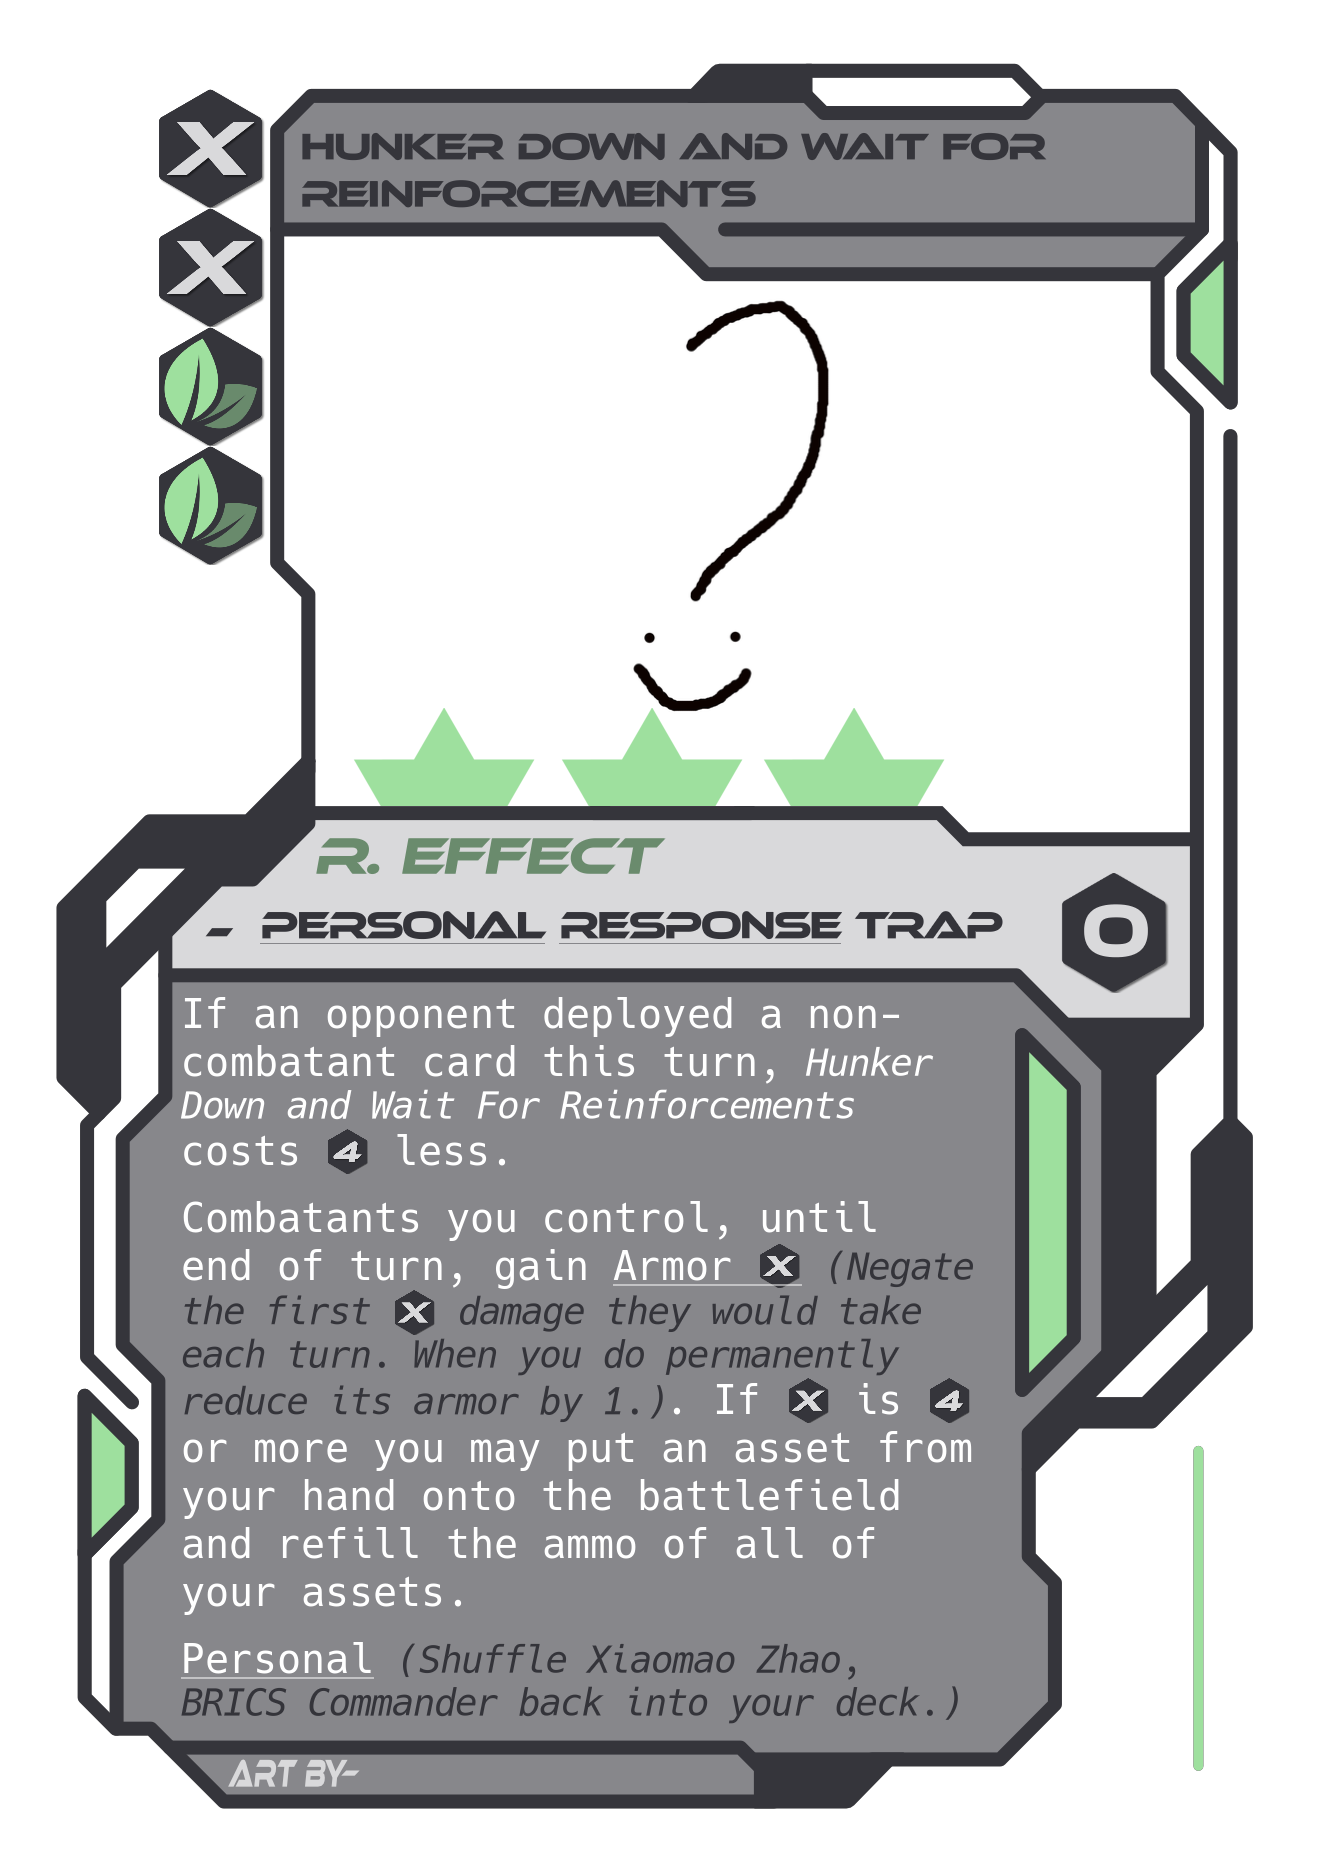 X
HUNKER DOWN AND WAIT FOR
REINFORCEMENTS
X
?
R. EFFECT
- PERSONAL RESPONSE TRAP
0
If an opponent deployed a non-
combatant card this turn, Hunker
Down and Wait For Reinforcements
costs 4 less.
Combatants you control, until
end of turn, gain Armor X (Negate
the first X damage they would take
each turn. When you do permanently
reduce its armor by 1.). If X is 4
or more you may put an asset from
your hand onto the battlefield
and refill the ammo of all of
your assets.
Personal (Shuffle Xiaomao Zhao,
BRICS Commander back into your deck.)
ART BY-